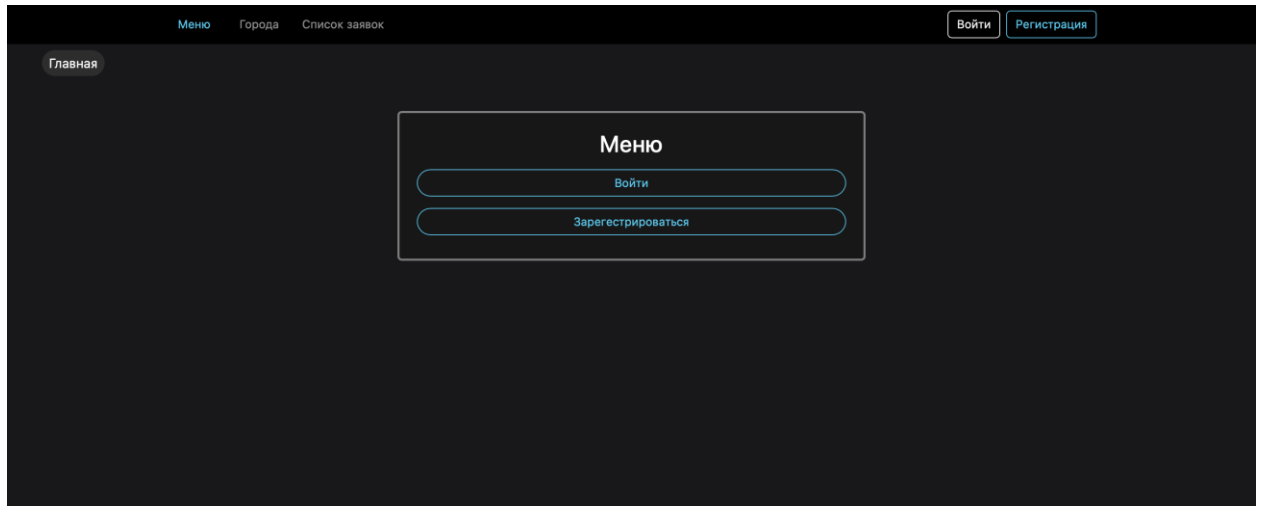 Меню Города Список заявок Войти Регистрация
Главная
Меню
Войти
Зарегестрироваться